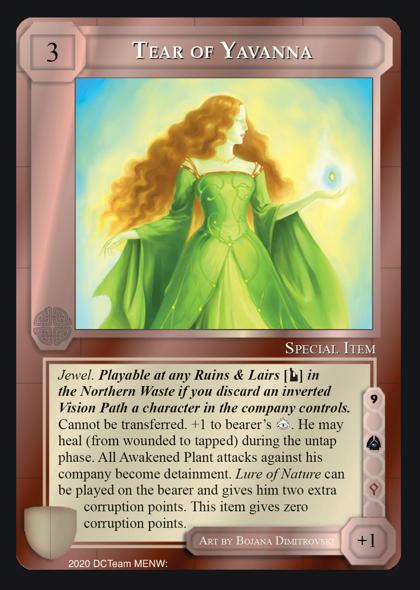 3
TEAR OF YAVANNA
SPECIAL ITEM
Jewel. Playable at any Ruins & Lairs [] in
the Northern Waste if you discard an inverted
Vision Path a character in the company controls.
Cannot be transferred. +1 to bearer's . He may
heal (from wounded to tapped) during the untap
phase. All Awakened Plant attacks against his
company become detainment. Lure of Nature can
be played on the bearer and gives him two extra
corruption points. This item gives zero
corruption points.
9
ART BY BOJANA DIMITROVSKI
+1
2020 DCTeam MENW: